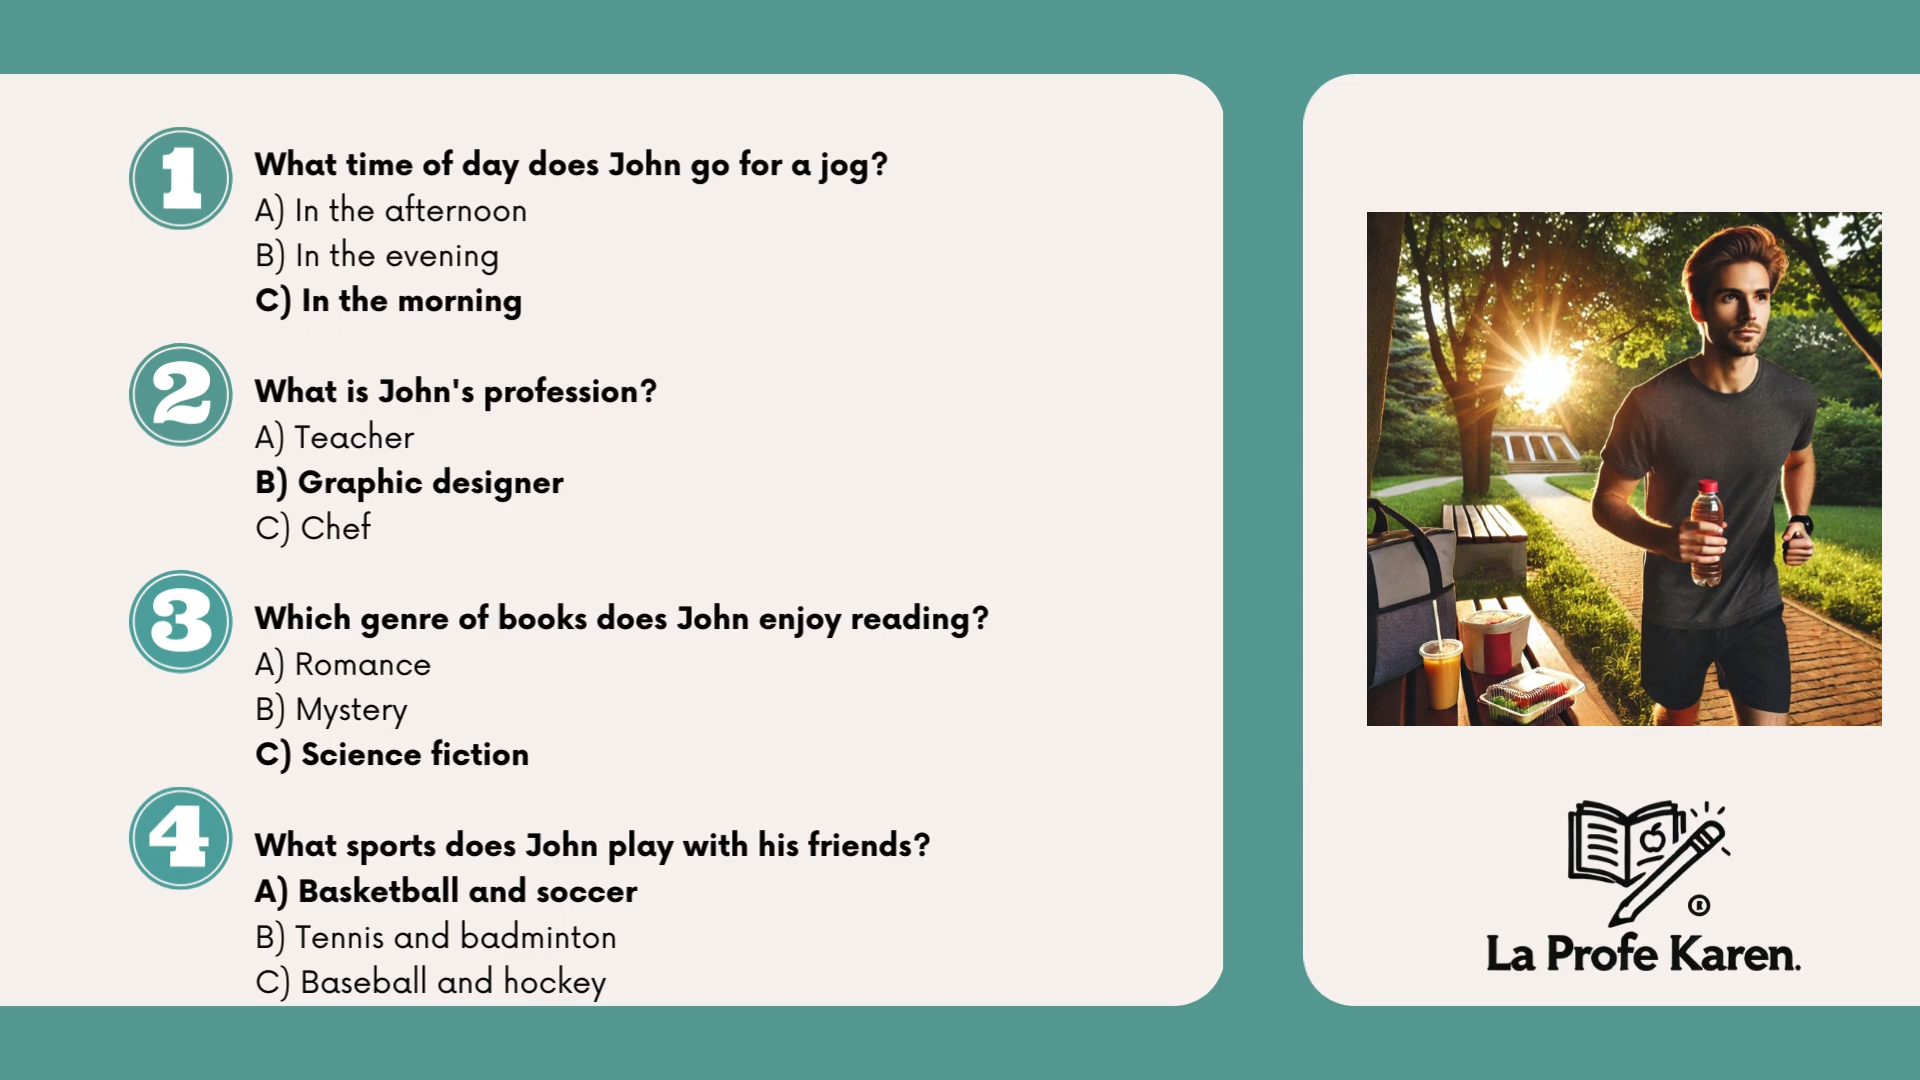 1
What time of day does John go for a jog?
A) In the afternoon
B) In the evening
C) In the morning
2
What is John's profession?
A) Teacher
B) Graphic designer
C) Chef
3
Which genre of books does John enjoy reading?
A) Romance
B) Mystery
C) Science fiction
4
What sports does John play with his friends?
A) Basketball and soccer
B) Tennis and badminton
C) Baseball and hockey
La Profe Karen.